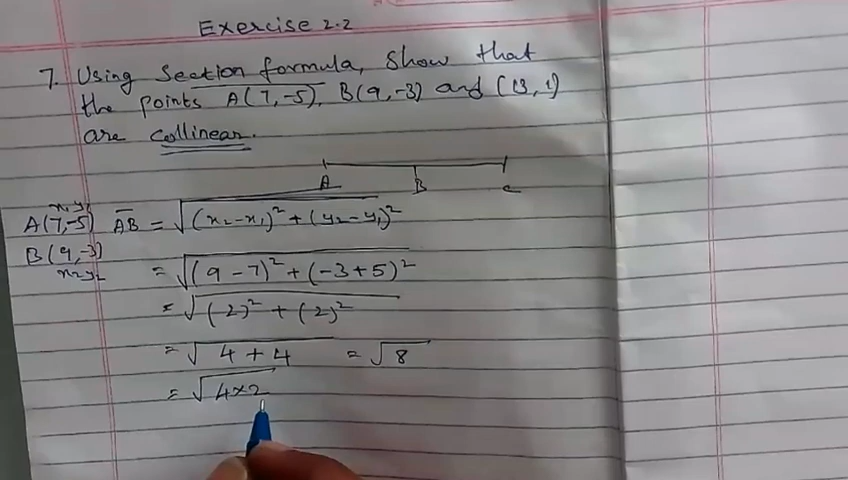 Exercise 2.2
7. Using Section formula, Show that
the points A(7,-5), B(9,-3) and (13,1)
are collinear.
A B C
x₁y₁
A(7,-5) AB = √(x₂-x₁)² + (y₂-y₁)²
B(9,-3)
x₂y₂
= √(9-7)² + (-3+5)²
= √(-2)² + (2)²
= √4+4 = √8
= √4×2